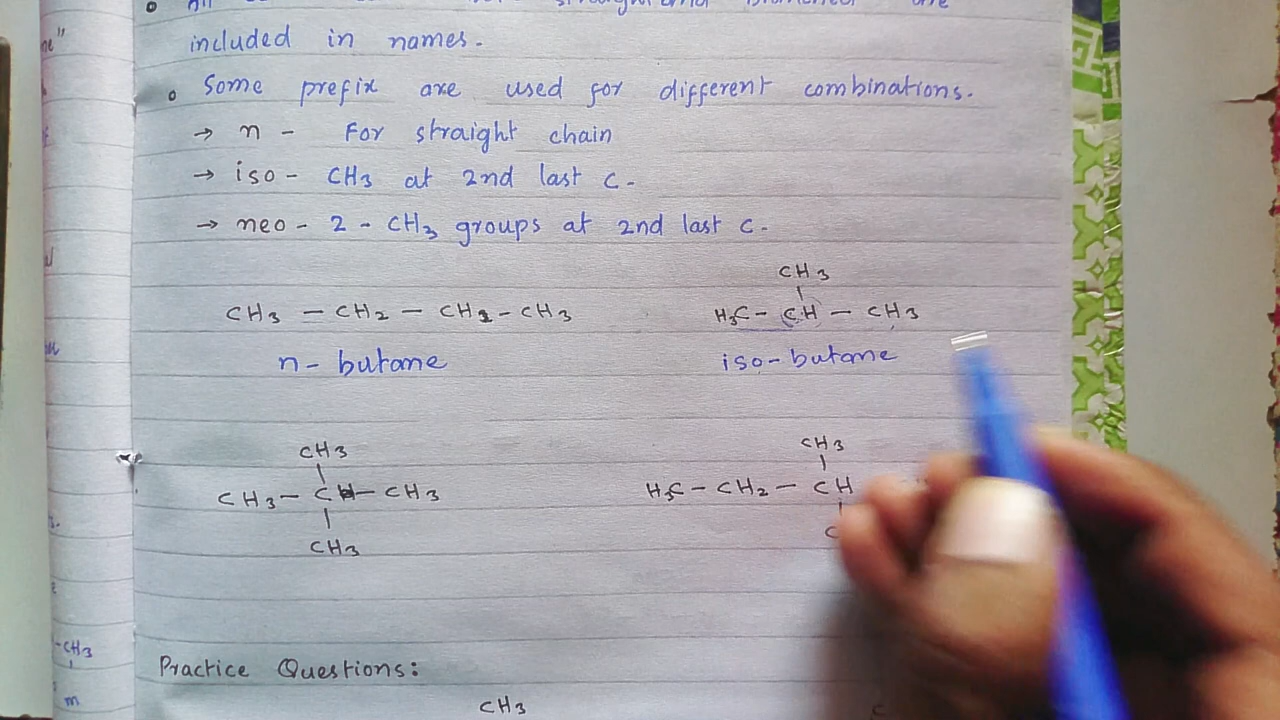 included in names.
Some prefix are used for different combinations.
→ n - For straight chain
→ iso - CH3 at 2nd last C.
→ neo - 2 - CH3 groups at 2nd last C.
CH3
CH3 — CH2 — CH2 - CH3
H3C - CH — CH3
n - butane
iso-butane
CH3
CH3 — C — CH3
CH3
CH3
H3C - CH2 - CH
C
Practice Questions:
CH3
-CH3